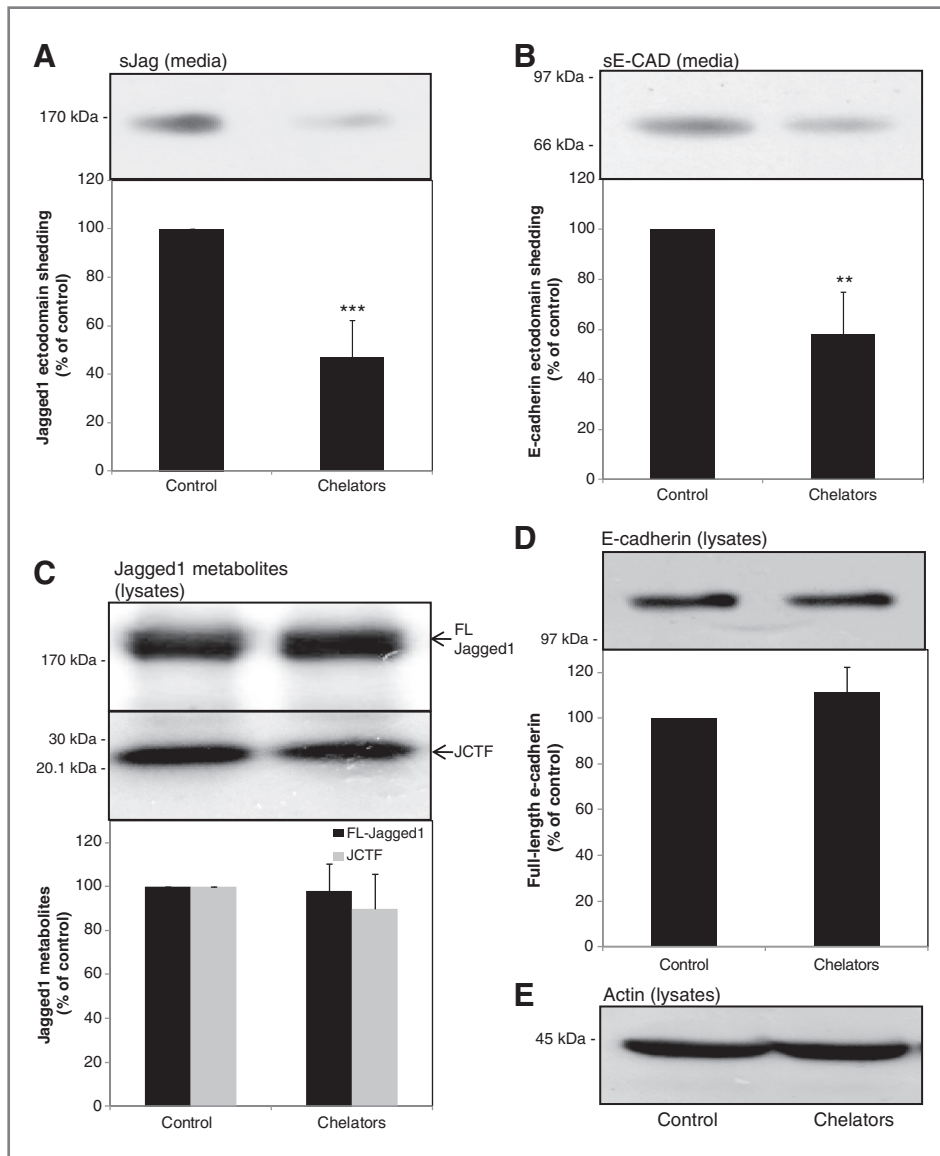 A
sJag (media)
170 kDa -
120
100
80
60
40
20
0
Jagged1 ectodomain shedding
(% of control)
***
Control Chelators
B
sE-CAD (media)
97 kDa -
66 kDa -
120
100
80
60
40
20
0
E-cadherin ectodomain shedding
(% of control)
**
Control Chelators
C
Jagged1 metabolites
(lysates)
170 kDa -
FL
Jagged1
30 kDa -
20.1 kDa -
JCTF
FL-Jagged1
JCTF
120
100
80
60
40
20
0
Jagged1 metabolites
(% of control)
Control Chelators
D
E-cadherin (lysates)
97 kDa -
120
100
80
60
40
20
0
Full-length e-cadherin
(% of control)
Control Chelators
E
Actin (lysates)
45 kDa -
Control Chelators